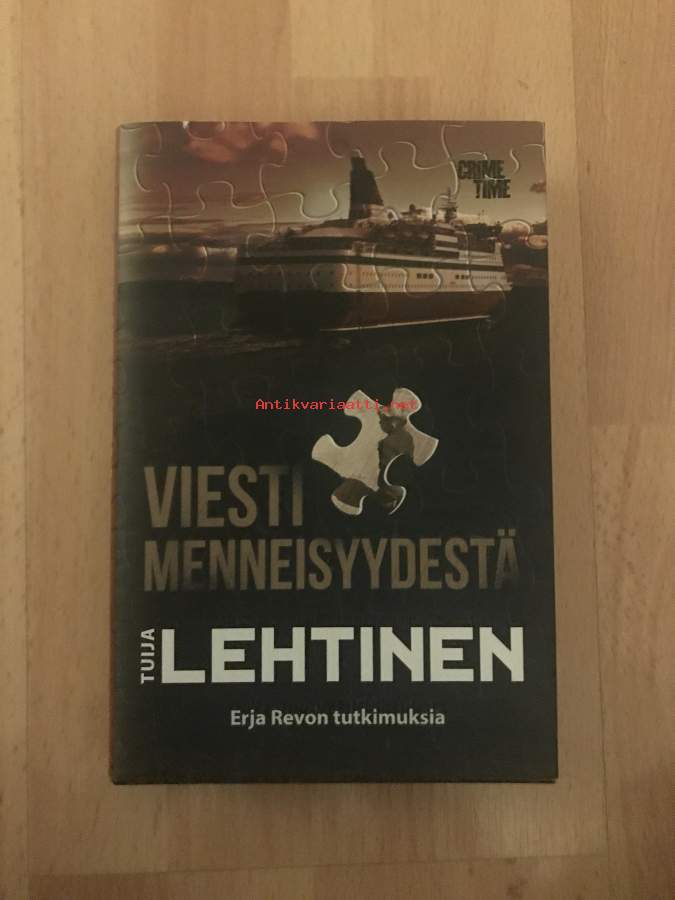 CRIME
TIME
Antikvariaatti.net
VIESTI
MENNEISYYDESTÄ
TUIJA
LEHTINEN
Erja Revon tutkimuksia